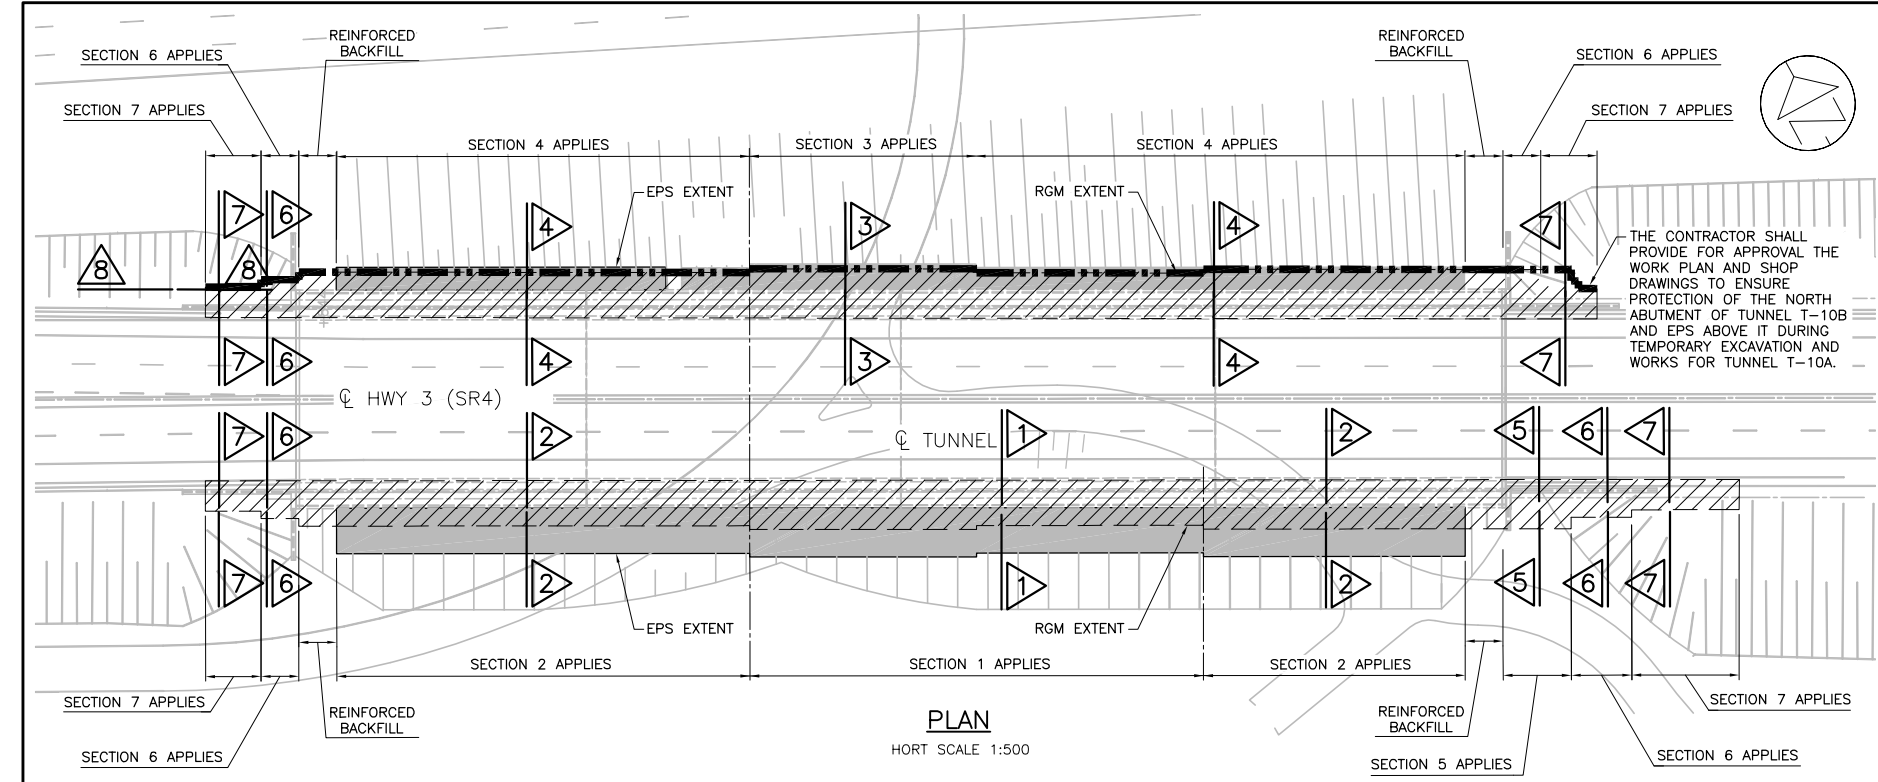 REINFORCED
BACKFILL
SECTION 6 APPLIES
SECTION 7 APPLIES
REINFORCED
BACKFILL
SECTION 6 APPLIES
SECTION 7 APPLIES
SECTION 4 APPLIES
SECTION 3 APPLIES
SECTION 4 APPLIES
EPS EXTENT
RGM EXTENT
7
6
4
3
4
7
8
8
THE CONTRACTOR SHALL
PROVIDE FOR APPROVAL THE
WORK PLAN AND SHOP
DRAWINGS TO ENSURE
PROTECTION OF THE NORTH
ABUTMENT OF TUNNEL T-10B
AND EPS ABOVE IT DURING
TEMPORARY EXCAVATION AND
WORKS FOR TUNNEL T-10A.
7
6
4
3
4
7
℄ HWY 3 (SR4)
℄ TUNNEL
7
6
2
1
2
5
6
7
7
6
2
1
2
5
6
7
EPS EXTENT
RGM EXTENT
SECTION 2 APPLIES
SECTION 1 APPLIES
SECTION 2 APPLIES
SECTION 7 APPLIES
SECTION 6 APPLIES
REINFORCED
BACKFILL
PLAN
HORT SCALE 1:500
REINFORCED
BACKFILL
SECTION 5 APPLIES
SECTION 7 APPLIES
SECTION 6 APPLIES